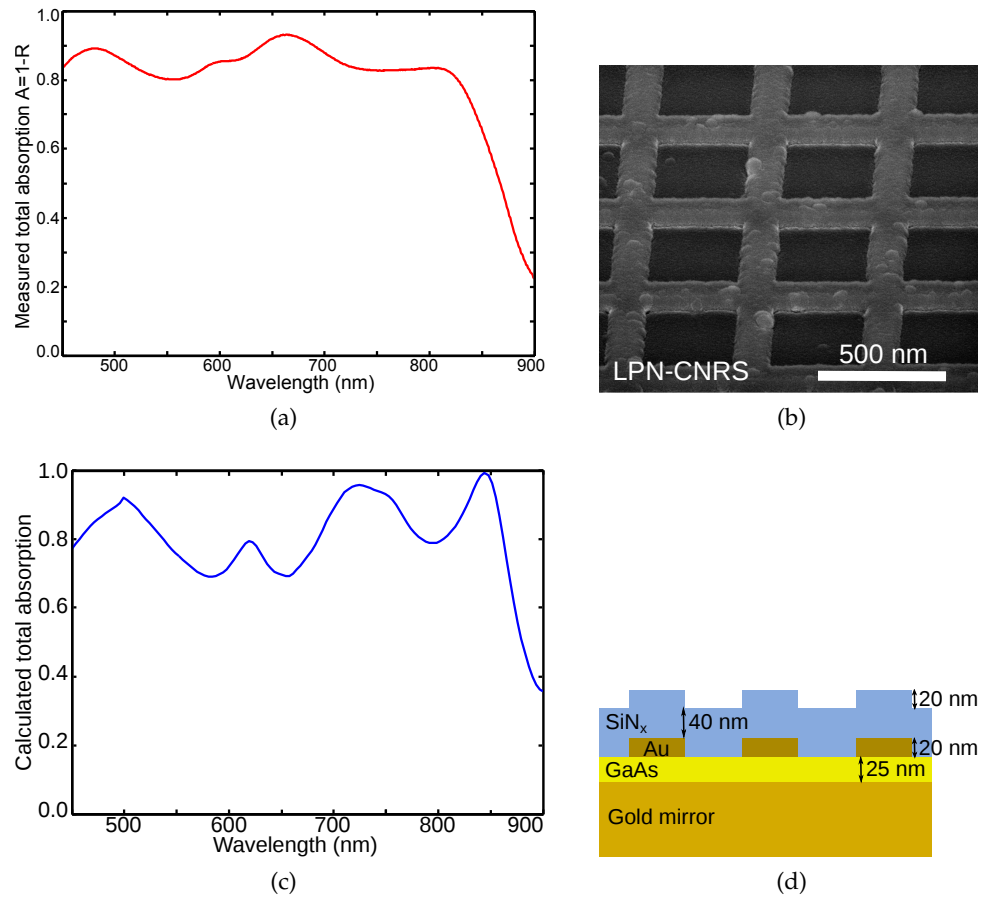 Measured total absorption A=1-R
1.0
0.8
0.6
0.4
0.2
0.0
500
600
700
800
900
Wavelength (nm)
(a)
LPN-CNRS
500 nm
(b)
Calculated total absorption
1.0
0.8
0.6
0.4
0.2
0.0
500
600
700
800
900
Wavelength (nm)
(c)
20 nm
SiNx
40 nm
Au
20 nm
GaAs
25 nm
Gold mirror
(d)